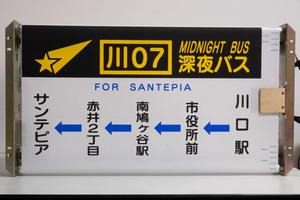 川07
MIDNIGHT BUS
深夜バス
FOR SANTEPIA
川口駅
市役所前
南鳩ヶ谷駅
赤井2丁目
サンテピア